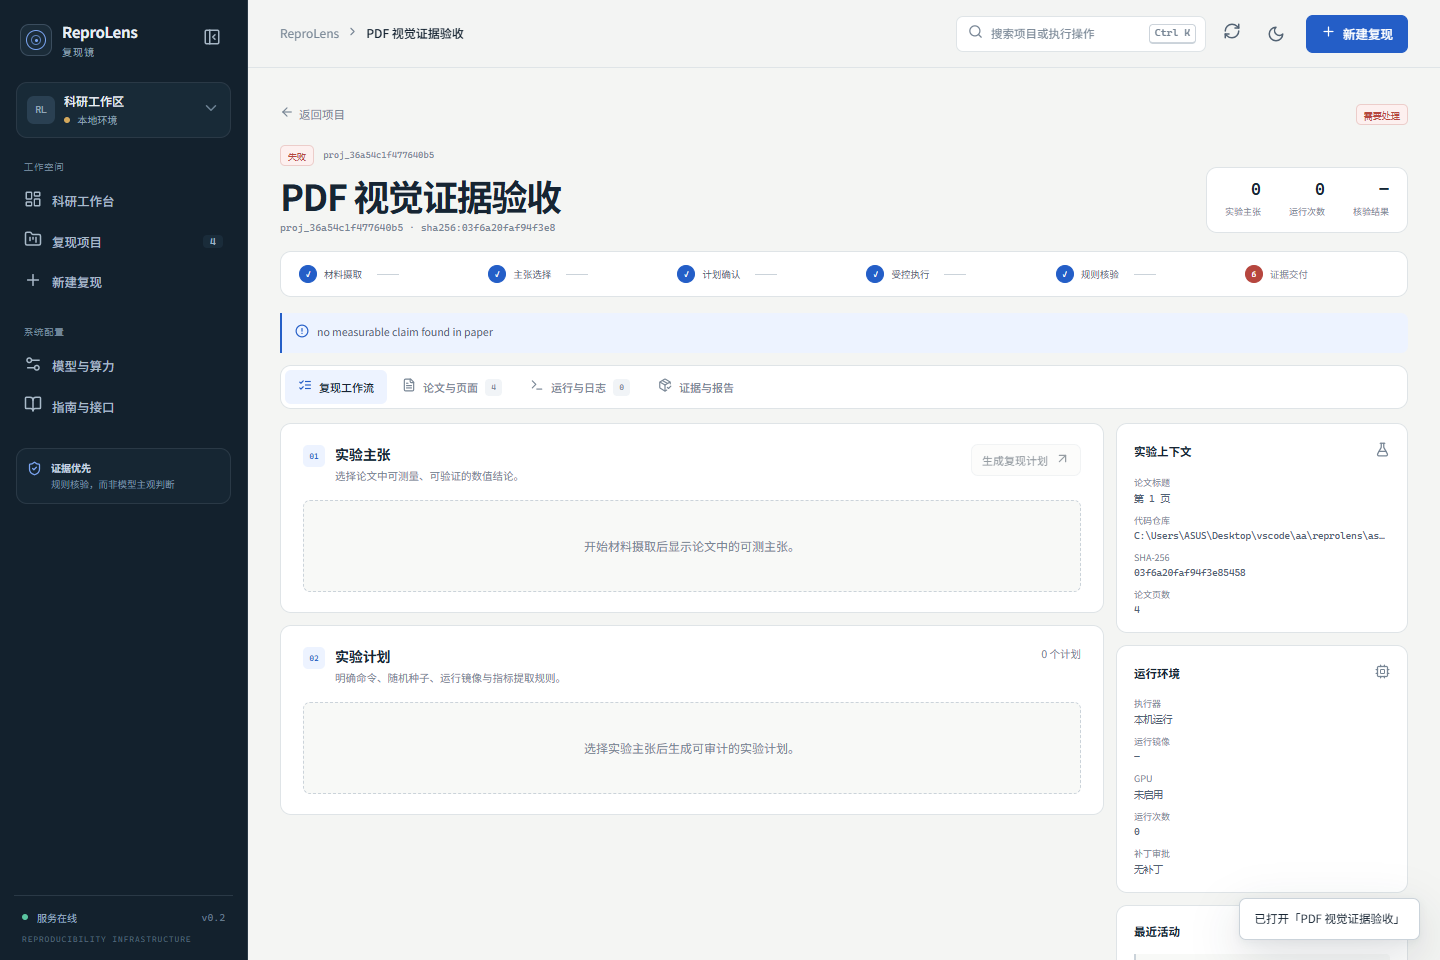 ReproLens
复现镜
RL
科研工作区
本地环境
工作空间
科研工作台
复现项目
4
新建复现
系统配置
模型与算力
指南与接口
证据优先
规则核验，而非模型主观判断
服务在线
v0.2
REPRODUCIBILITY INFRASTRUCTURE
ReproLens
PDF 视觉证据验收
搜索项目或执行操作
Ctrl K
新建复现
返回项目
需要处理
失败
proj_36a54c1f477640b5
PDF 视觉证据验收
proj_36a54c1f477640b5 · sha256:03f6a20faf94f3e8
0
0
—
实验主张
运行次数
核验结果
材料摄取
主张选择
计划确认
受控执行
规则核验
6
证据交付
no measurable claim found in paper
复现工作流
论文与页面
4
运行与日志
0
证据与报告
01
实验主张
选择论文中可测量、可验证的数值结论。
生成复现计划
开始材料摄取后显示论文中的可测主张。
02
实验计划
明确命令、随机种子、运行镜像与指标提取规则。
0 个计划
选择实验主张后生成可审计的实验计划。
实验上下文
论文标题
第 1 页
代码仓库
C:\Users\ASUS\Desktop\vscode\aa\reprolens\as…
SHA-256
03f6a20faf94f3e85458
论文页数
4
运行环境
执行器
本机运行
运行镜像
—
GPU
未启用
运行次数
0
补丁审批
无补丁
最近活动
已打开「PDF 视觉证据验收」